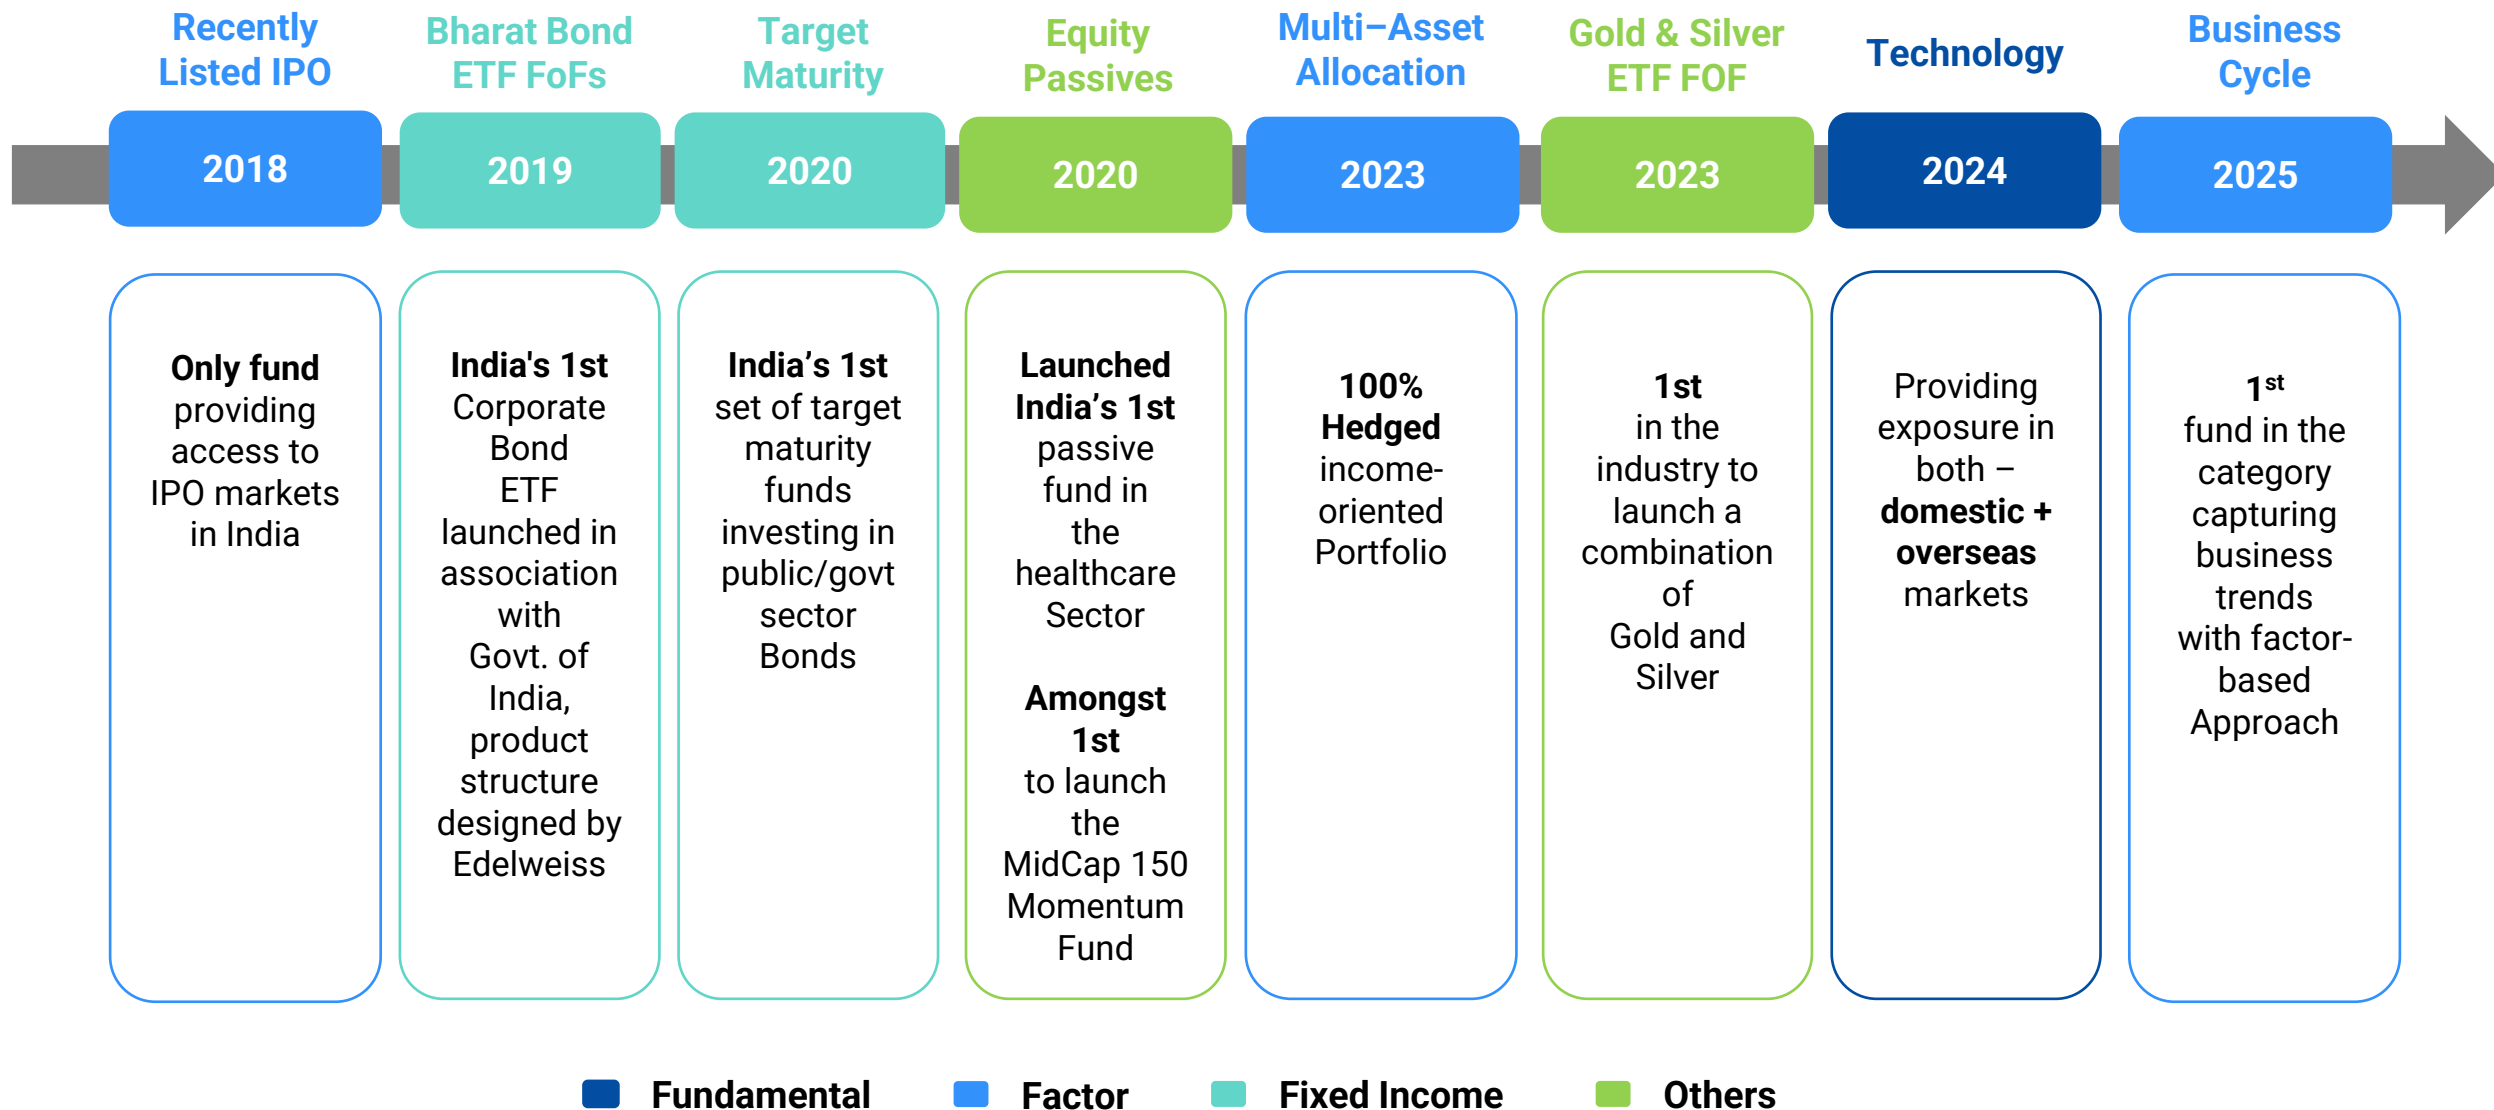 Recently
Listed IPO
Bharat Bond
ETF FoFs
Target
Maturity
Equity
Passives
Multi–Asset
Allocation
Gold & Silver
ETF FOF
Technology
Business
Cycle
2018
2019
2020
2020
2023
2023
2024
2025
Only fund
providing
access to
IPO markets
in India
India's 1st
Corporate
Bond
ETF
launched in
association
with
Govt. of
India,
product
structure
designed by
Edelweiss
India’s 1st
set of target
maturity
funds
investing in
public/govt
sector
Bonds
Launched
India’s 1st
passive
fund in
the
healthcare
Sector
Amongst
1st
to launch
the
MidCap 150
Momentum
Fund
100%
Hedged
income-
oriented
Portfolio
1st
in the
industry to
launch a
combination
of
Gold and
Silver
Providing
exposure in
both –
domestic +
overseas
markets
1st
fund in the
category
capturing
business
trends
with factor-
based
Approach
Fundamental
Factor
Fixed Income
Others